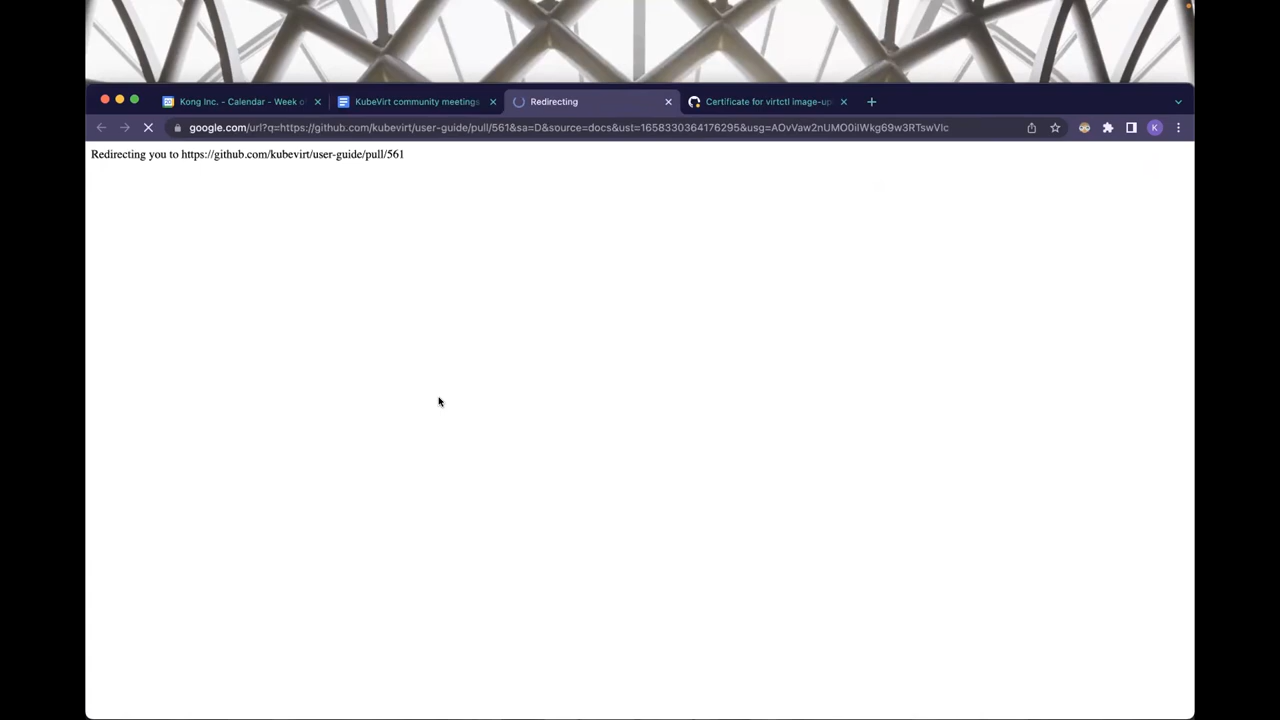 Kong Inc. - Calendar - Week o
KubeVirt community meetings
Redirecting
Certificate for virtctl image-up
google.com/url?q=https://github.com/kubevirt/user-guide/pull/561&sa=D&source=docs&ust=1658330364176295&usg=AOvVaw2nUMO0iIWkg69w3RTswVIc
K
Redirecting you to https://github.com/kubevirt/user-guide/pull/561